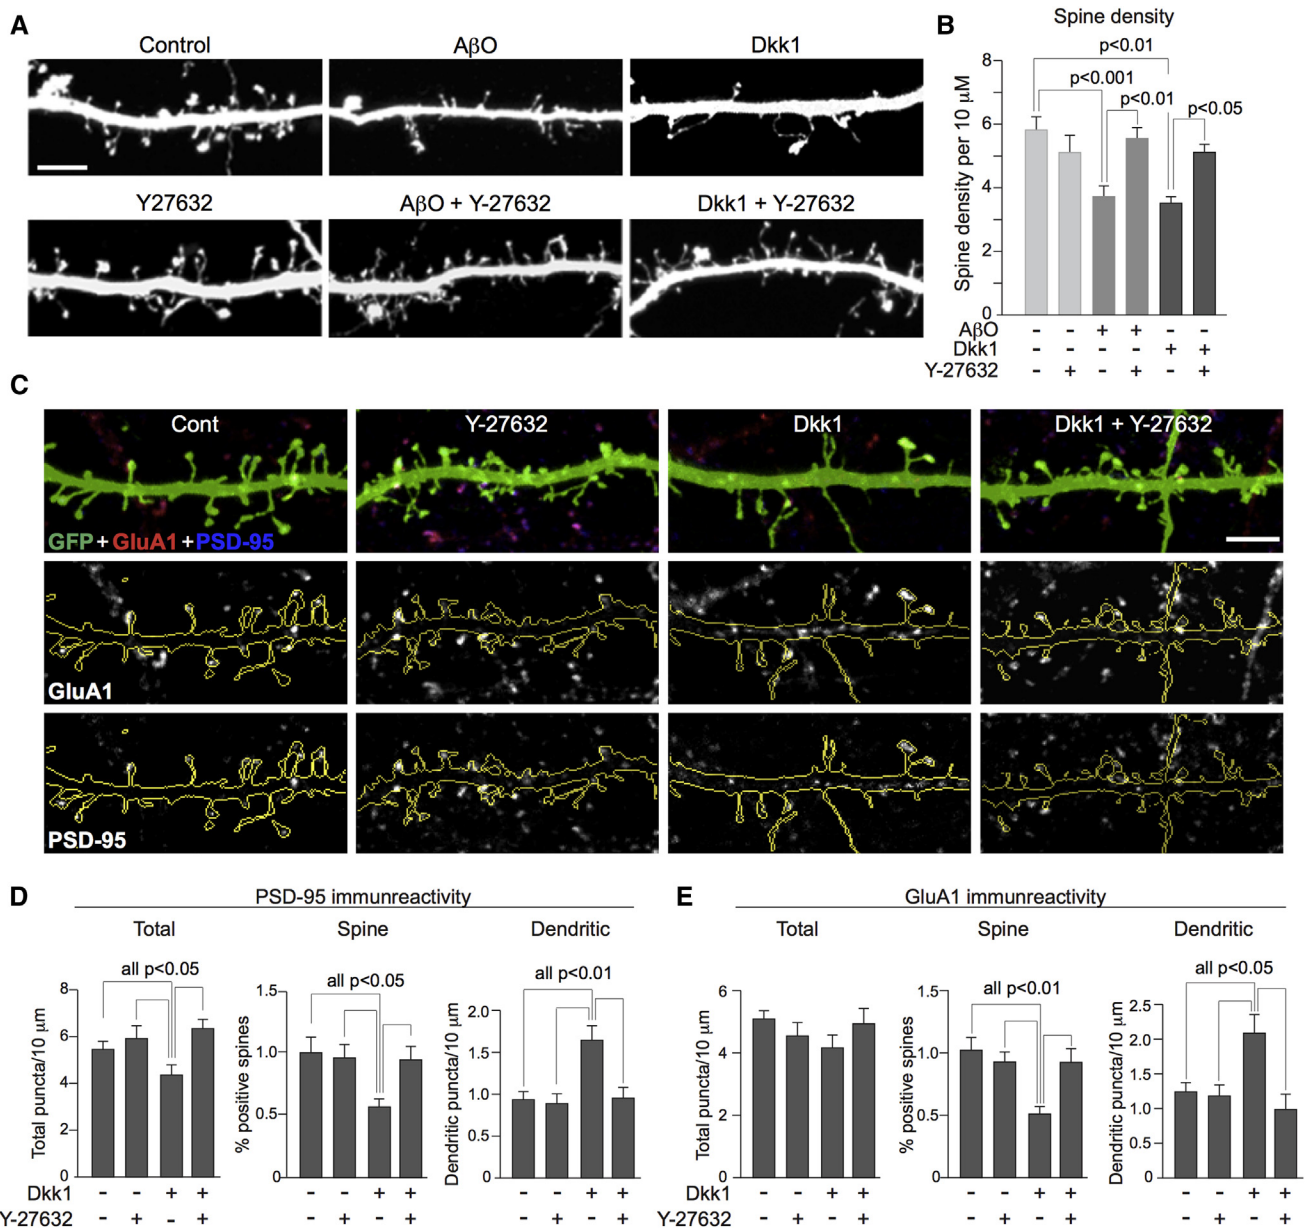 A
Control
AβO
Dkk1
Y27632
AβO + Y-27632
Dkk1 + Y-27632
B
Spine density
p<0.01
p<0.001
p<0.01
p<0.05
Spine density per 10 μM
8
6
4
2
0
AβO - - + + - -
Dkk1 - - - - + +
Y-27632 - + - + - +
C
Cont
Y-27632
Dkk1
Dkk1 + Y-27632
GFP+GluA1+PSD-95
GluA1
PSD-95
D
PSD-95 immunreactivity
Total
Spine
Dendritic
all p<0.05
Total puncta/10 μm
8
6
4
2
0
all p<0.05
% positive spines
1.5
1.0
0.5
0
all p<0.01
Dendritic puncta/10 μm
2.0
1.5
1.0
0.5
0
Dkk1 - - + + - - + + - - + +
Y-27632 - + - + - + - + - + - +
E
GluA1 immunreactivity
Total
Spine
Dendritic
Total puncta/10 μm
6
4
2
0
all p<0.01
% positive spines
1.5
1.0
0.5
0
all p<0.05
Dendritic puncta/10 μm
2.5
2.0
1.5
1.0
0.5
0
Dkk1 - - + + - - + + - - + +
Y-27632 - + - + - + - + - + - +